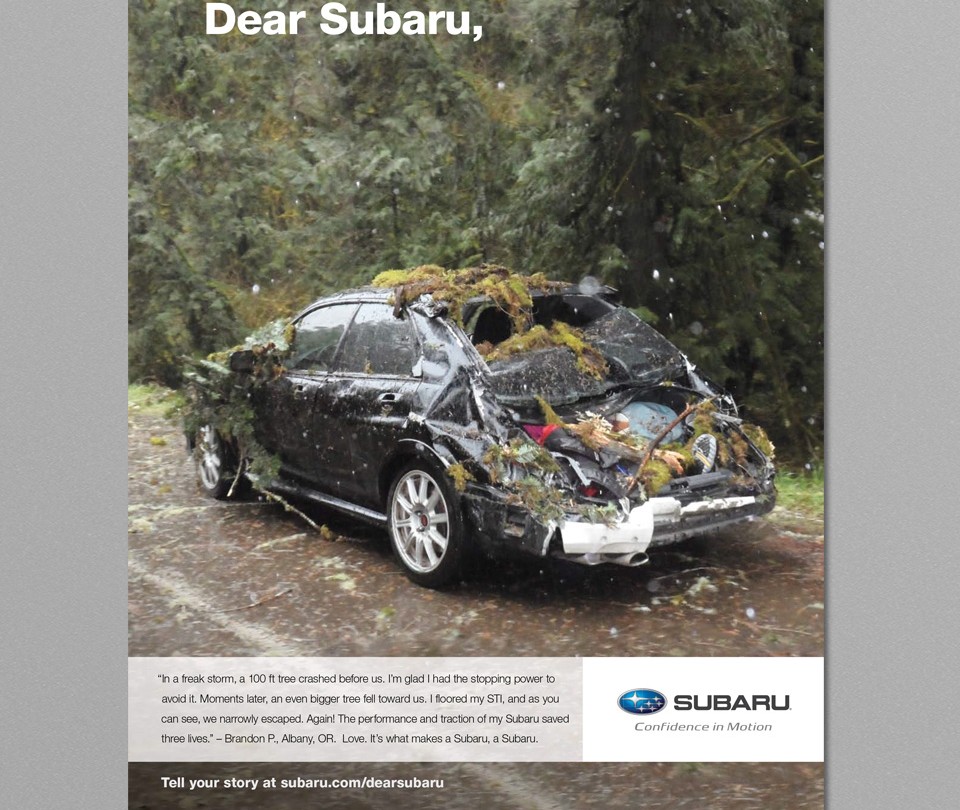 Dear Subaru,
“In a freak storm, a 100 ft tree crashed before us. I’m glad I had the stopping power to
avoid it. Moments later, an even bigger tree fell toward us. I floored my STI, and as you
can see, we narrowly escaped. Again! The performance and traction of my Subaru saved
three lives.” – Brandon P., Albany, OR.  Love. It’s what makes a Subaru, a Subaru.
SUBARU®
Confidence in Motion
Tell your story at subaru.com/dearsubaru